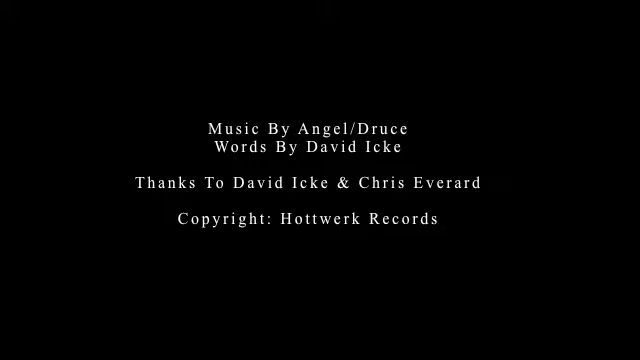 Music By Angel/Druce
Words By David Icke
Thanks To David Icke & Chris Everard
Copyright: Hottwerk Records